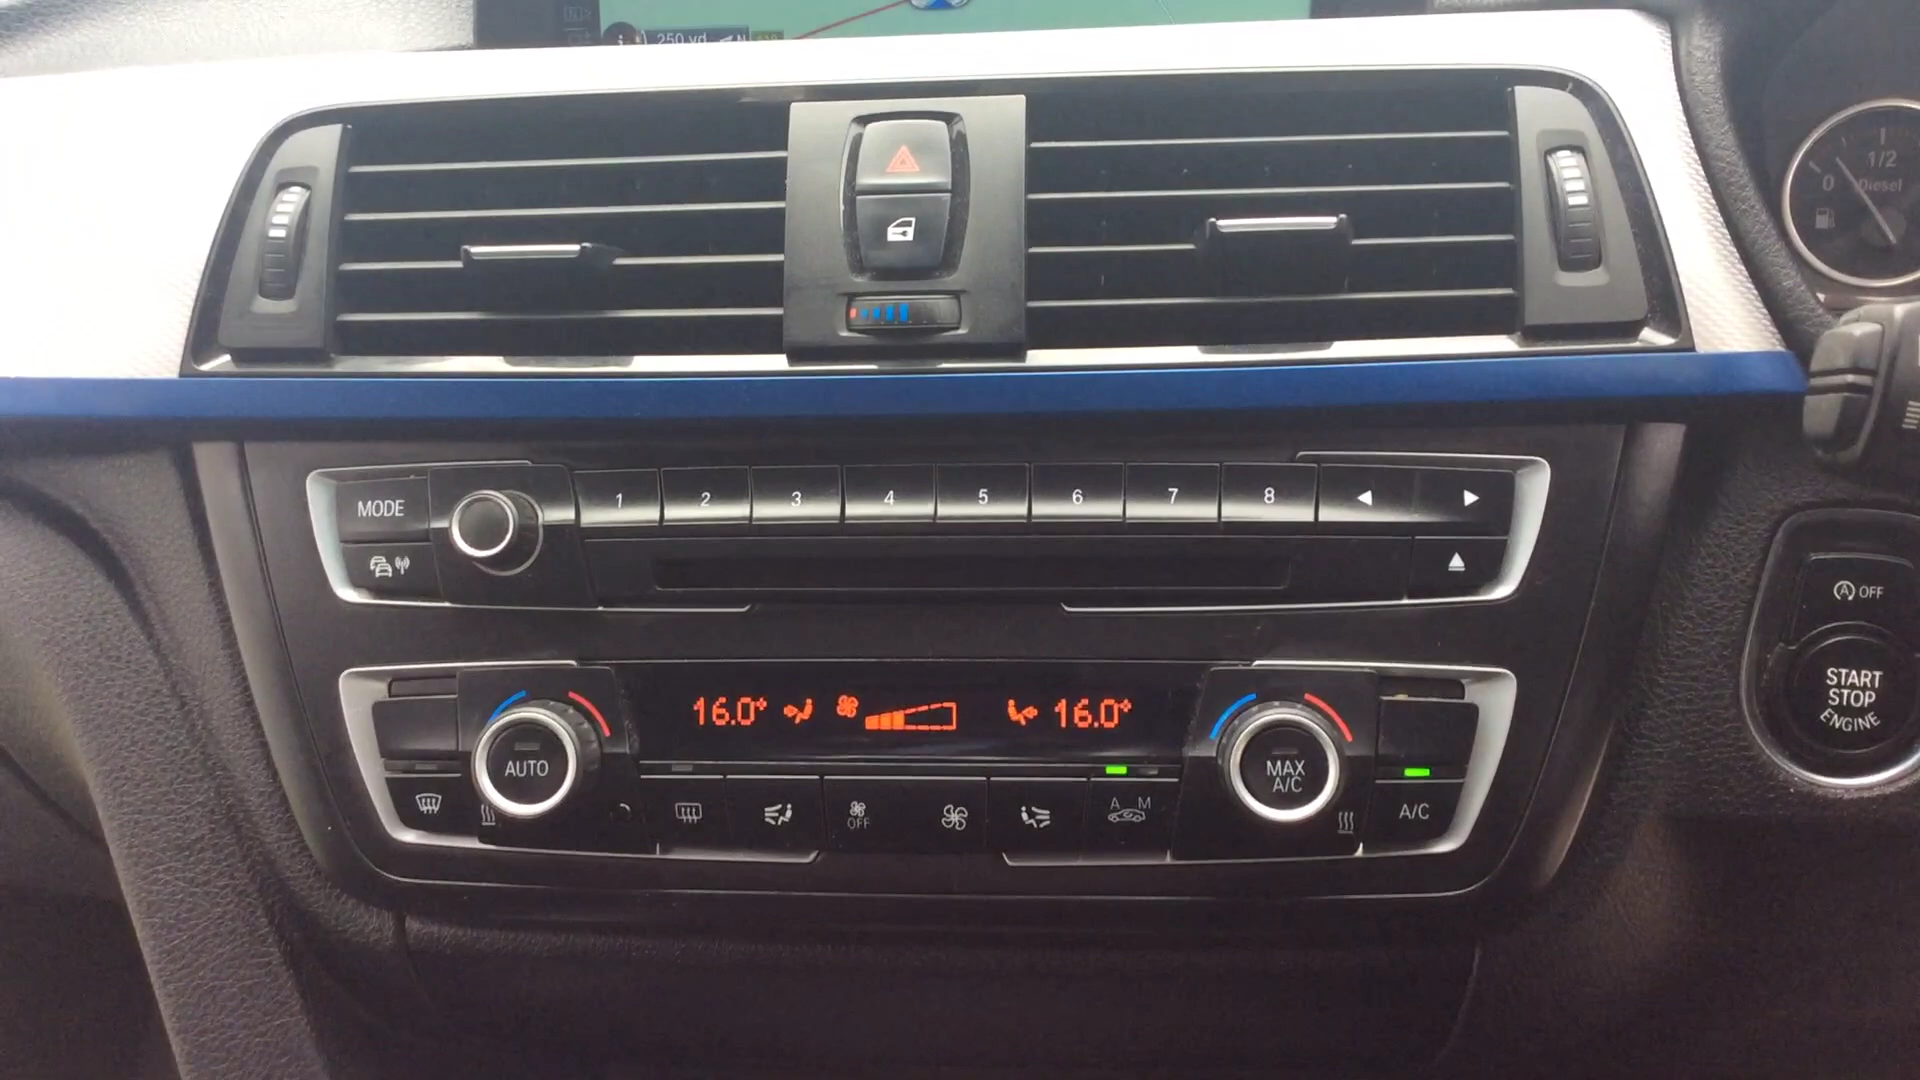 250 yd
N
1/2
0
Diesel
MODE
1 2 3 4 5 6 7 8
OFF
START
STOP
ENGINE
16.0° 16.0°
AUTO
MAX
A/C
OFF
A M
A/C